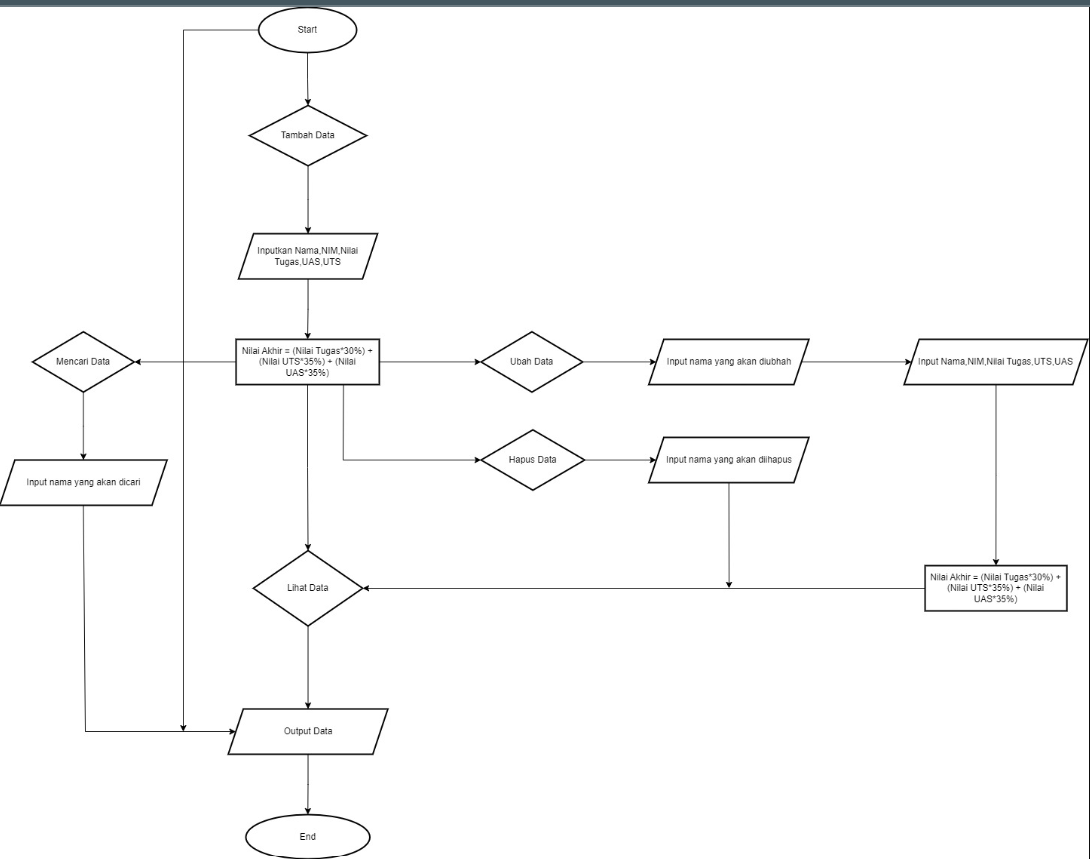 Start
Tambah Data
Inputkan Nama,NIM,Nilai
Tugas,UAS,UTS
Mencari Data
Nilai Akhir = (Nilai Tugas*30%) +
(Nilai UTS*35%) + (Nilai
UAS*35%)
Ubah Data
Input nama yang akan diubhah
Input Nama,NIM,Nilai Tugas,UTS,UAS
Hapus Data
Input nama yang akan diihapus
Input nama yang akan dicari
Lihat Data
Nilai Akhir = (Nilai Tugas*30%) +
(Nilai UTS*35%) + (Nilai
UAS*35%)
Output Data
End